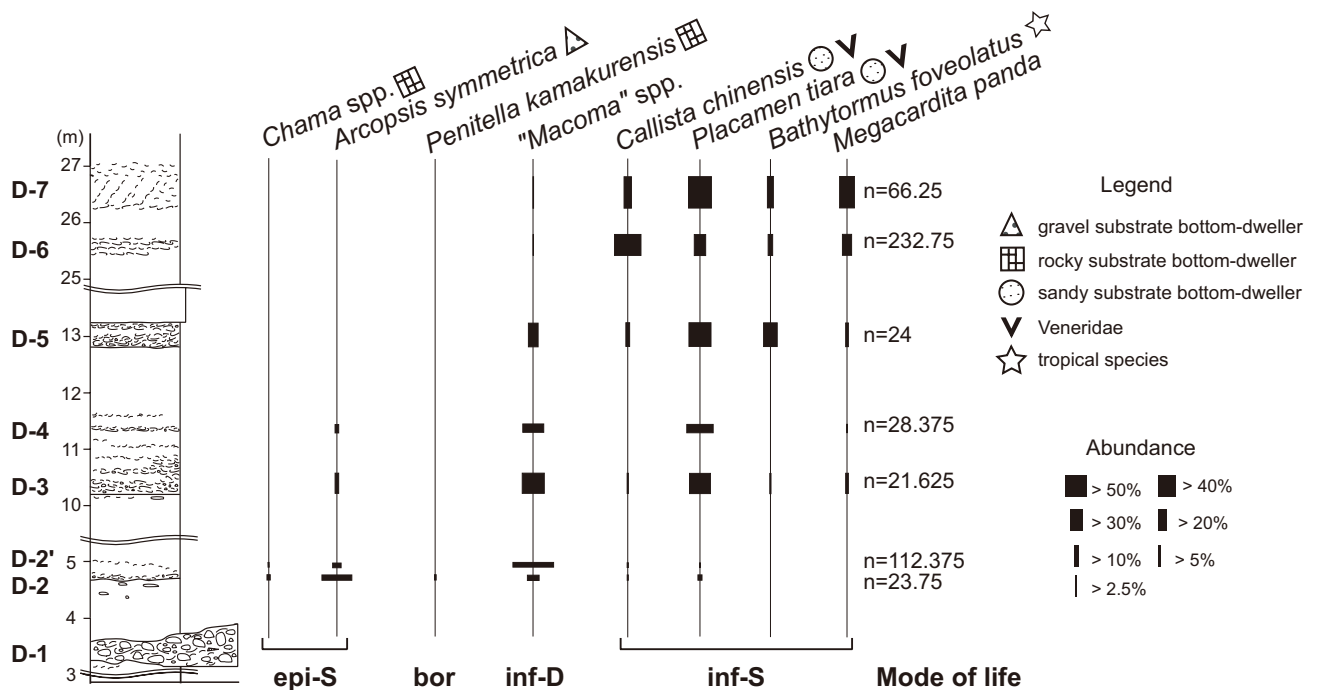 Chama spp.
Arcopsis symmetrica
Penitella kamakurensis
"Macoma" spp.
Callista chinensis
Placamen tiara
Bathytormus foveolatus
Megacardita panda
(m)
27
D-7
n=66.25
26
D-6
n=232.75
25
D-5
13
n=24
12
D-4
n=28.375
11
D-3
n=21.625
10
D-2'
5
n=112.375
D-2
n=23.75
4
D-1
3
epi-S
bor
inf-D
inf-S
Mode of life
Legend
gravel substrate bottom-dweller
rocky substrate bottom-dweller
sandy substrate bottom-dweller
Veneridae
tropical species
Abundance
> 50%
> 40%
> 30%
> 20%
> 10%
> 5%
> 2.5%